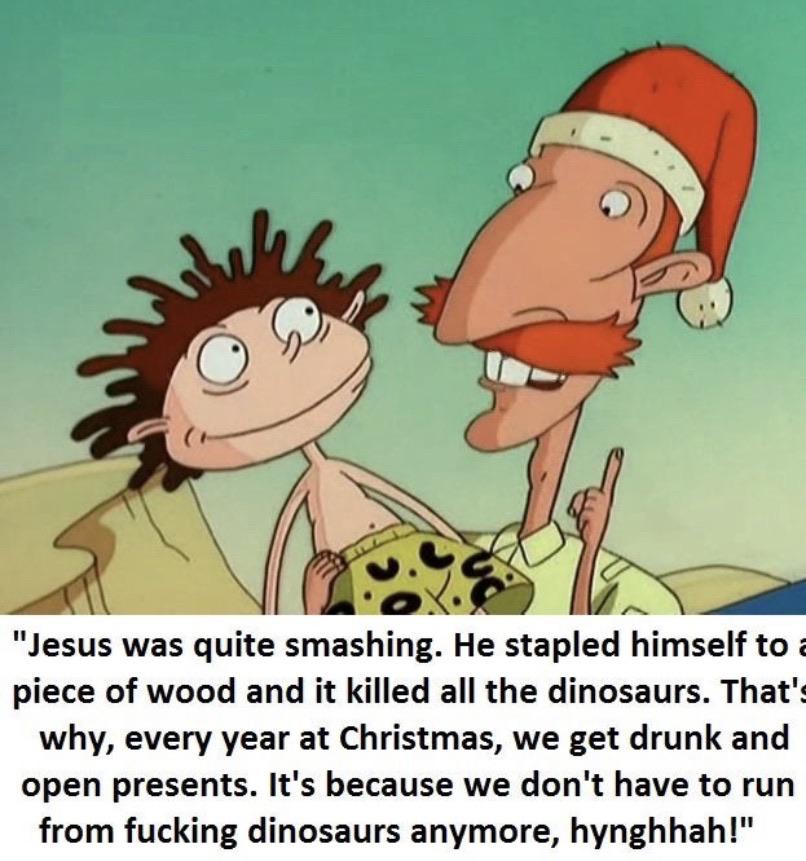 "Jesus was quite smashing. He stapled himself to a
piece of wood and it killed all the dinosaurs. That's
why, every year at Christmas, we get drunk and
open presents. It's because we don't have to run
from fucking dinosaurs anymore, hynghhah!"